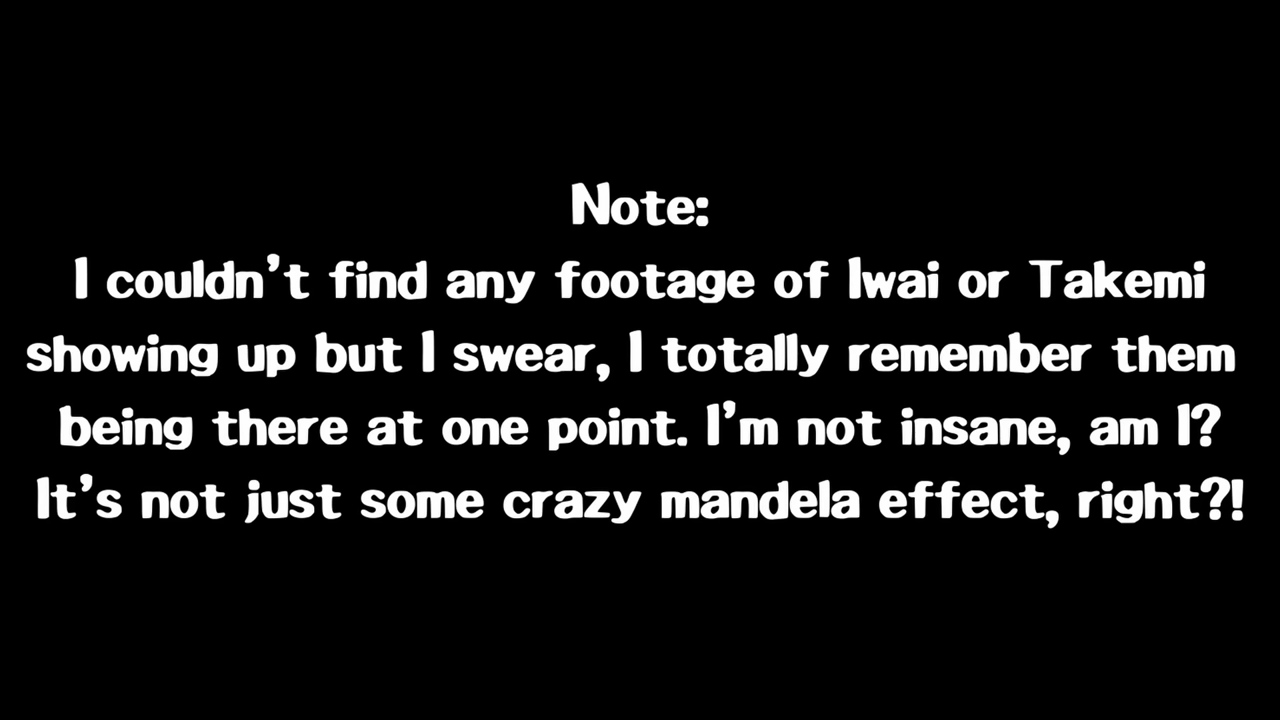 Note:
I couldn't find any footage of Iwai or Takemi
showing up but I swear, I totally remember them
being there at one point. I'm not insane, am I?
It's not just some crazy mandela effect, right?!